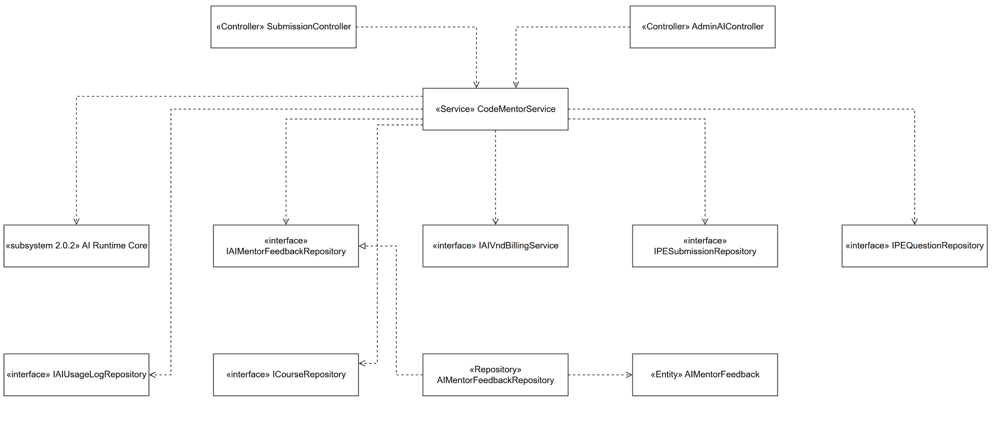 «Controller» SubmissionController
«Controller» AdminAIController
«Service» CodeMentorService
«subsystem 2.0.2» AI Runtime Core
«interface»
IAIMentorFeedbackRepository
«interface» IAIVndBillingService
«interface»
IPESubmissionRepository
«interface» IPEQuestionRepository
«interface» IAIUsageLogRepository
«interface» ICourseRepository
«Repository»
AIMentorFeedbackRepository
«Entity» AIMentorFeedback